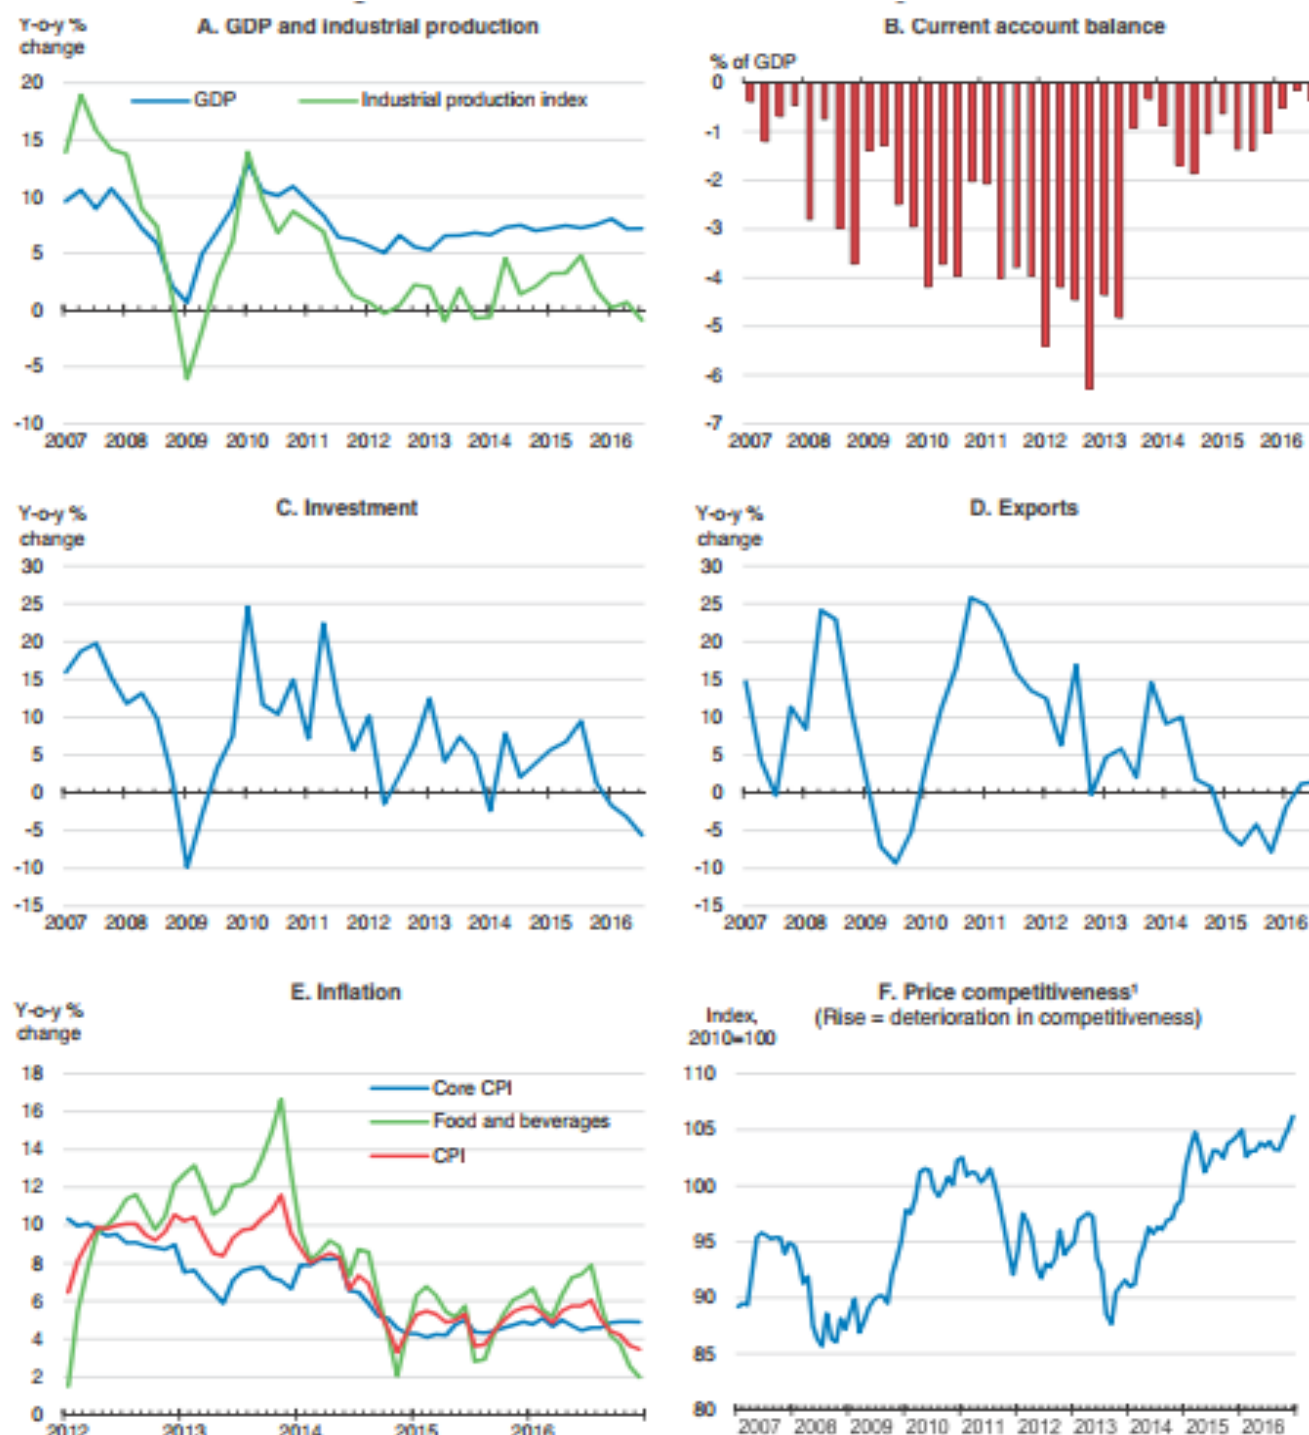 A. GDP and industrial production
Y-o-y %
change
20
15
10
5
0
-5
-10
GDP
Industrial production index
2007 2008 2009 2010 2011 2012 2013 2014 2015 2016
B. Current account balance
% of GDP
0
-1
-2
-3
-4
-5
-6
-7
2007 2008 2009 2010 2011 2012 2013 2014 2015 2016
C. Investment
Y-o-y %
change
30
25
20
15
10
5
0
-5
-10
-15
2007 2008 2009 2010 2011 2012 2013 2014 2015 2016
D. Exports
Y-o-y %
change
30
25
20
15
10
5
0
-5
-10
-15
2007 2008 2009 2010 2011 2012 2013 2014 2015 2016
E. Inflation
Y-o-y %
change
18
16
14
12
10
8
6
4
2
0
Core CPI
Food and beverages
CPI
2012 2013 2014 2015 2016
F. Price competitiveness¹
(Rise = deterioration in competitiveness)
Index,
2010=100
110
105
100
95
90
85
80
2007 2008 2009 2010 2011 2012 2013 2014 2015 2016